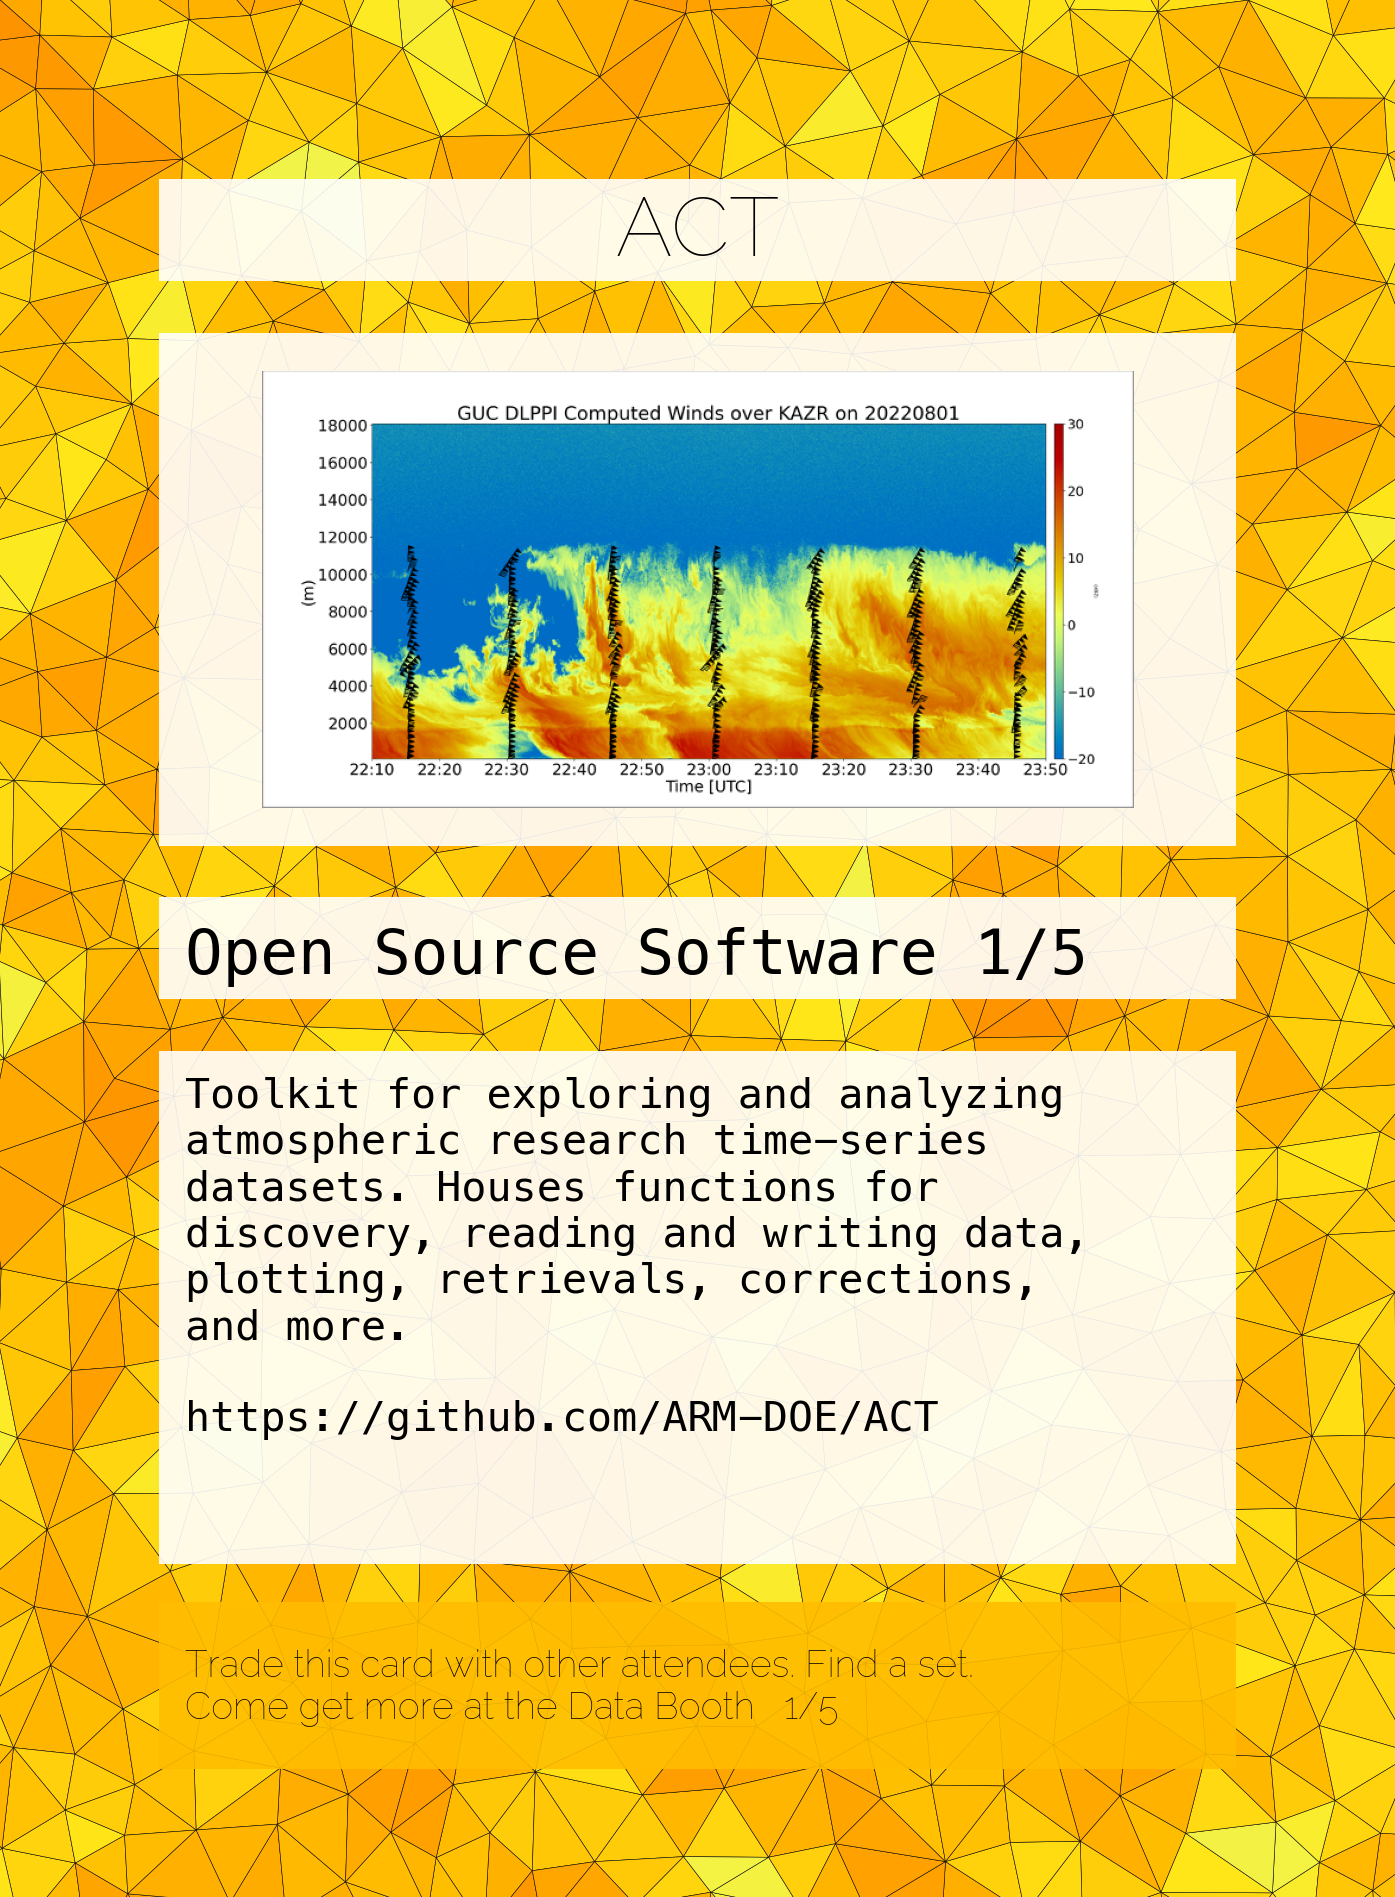 ACT
GUC DLPPI Computed Winds over KAZR on 20220801
18000
16000
14000
12000
10000
8000
6000
4000
2000
(m)
30
20
10
0
−10
−20
22:10 22:20 22:30 22:40 22:50 23:00 23:10 23:20 23:30 23:40 23:50
Time [UTC]
Open Source Software 1/5
Toolkit for exploring and analyzing
atmospheric research time−series
datasets. Houses functions for
discovery, reading and writing data,
plotting, retrievals, corrections,
and more.
https://github.com/ARM−DOE/ACT
Trade this card with other attendees. Find a set.
Come get more at the Data Booth 1/5